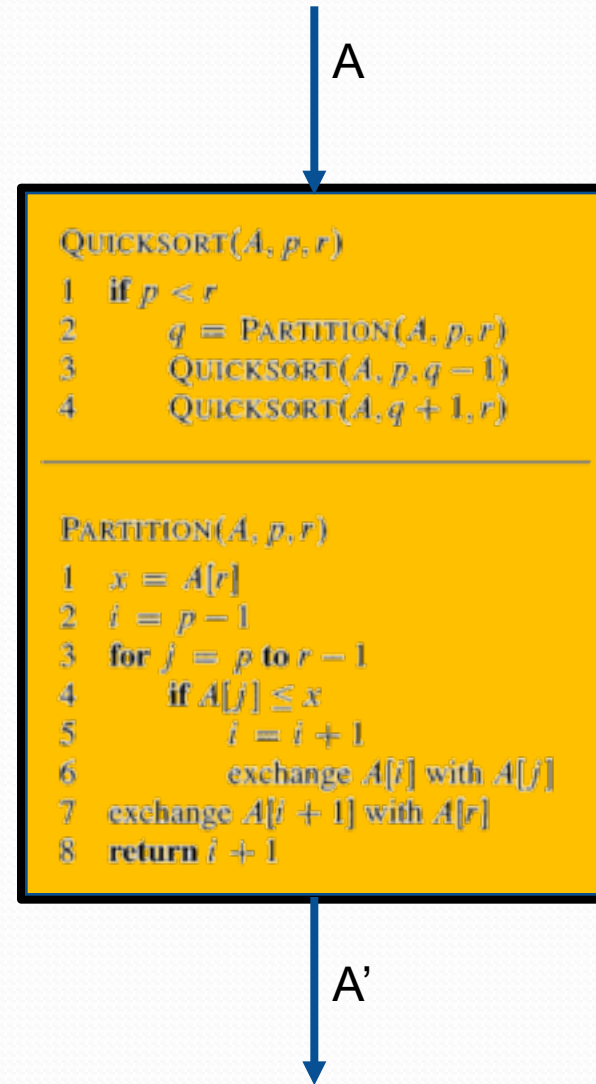 A
QUICKSORT(A, p, r)
1 if p < r
2 q = PARTITION(A, p, r)
3 QUICKSORT(A, p, q − 1)
4 QUICKSORT(A, q + 1, r)
PARTITION(A, p, r)
1 x = A[r]
2 i = p − 1
3 for j = p to r − 1
4 if A[j] ≤ x
5 i = i + 1
6 exchange A[i] with A[j]
7 exchange A[i + 1] with A[r]
8 return i + 1
A’